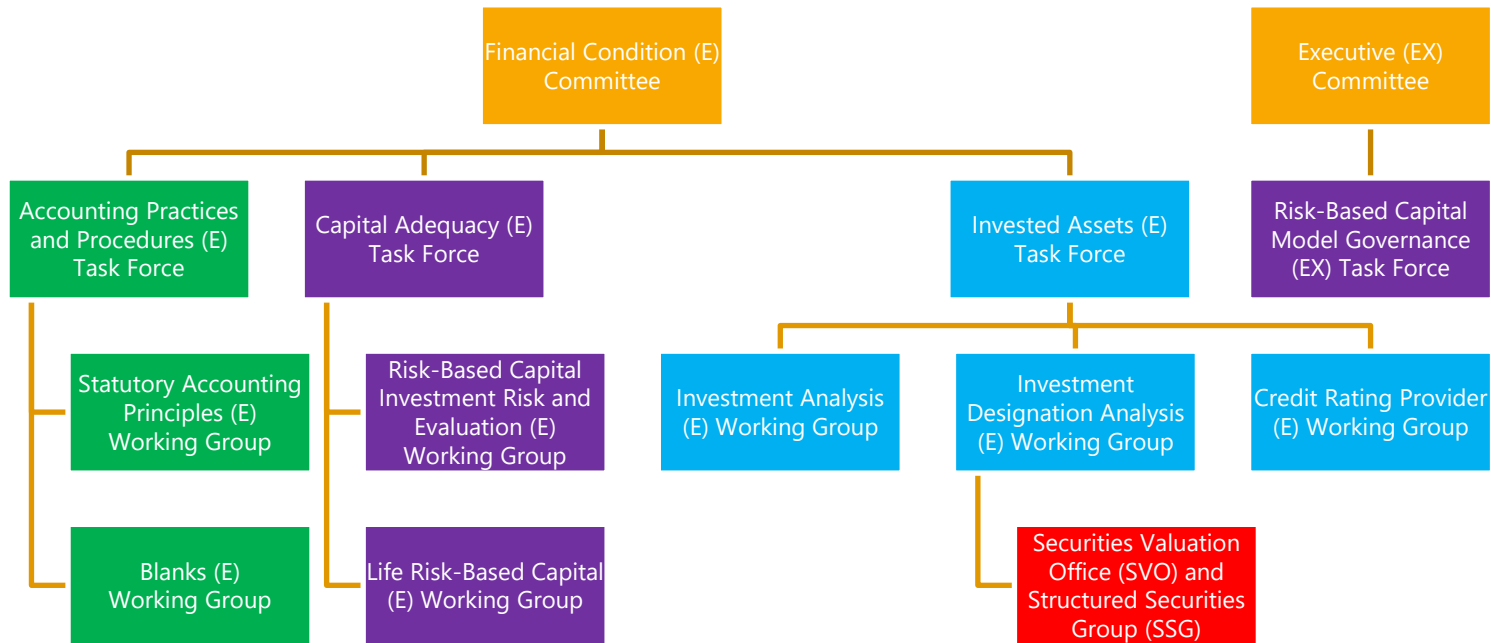 Financial Condition (E)
Committee
Executive (EX)
Committee
Accounting Practices
and Procedures (E)
Task Force
Capital Adequacy (E)
Task Force
Invested Assets (E)
Task Force
Risk-Based Capital
Model Governance
(EX) Task Force
Statutory Accounting
Principles (E)
Working Group
Risk-Based Capital
Investment Risk and
Evaluation (E)
Working Group
Investment Analysis
(E) Working Group
Investment
Designation Analysis
(E) Working Group
Credit Rating Provider
(E) Working Group
Blanks (E)
Working Group
Life Risk-Based Capital
(E) Working Group
Securities Valuation
Office (SVO) and
Structured Securities
Group (SSG)